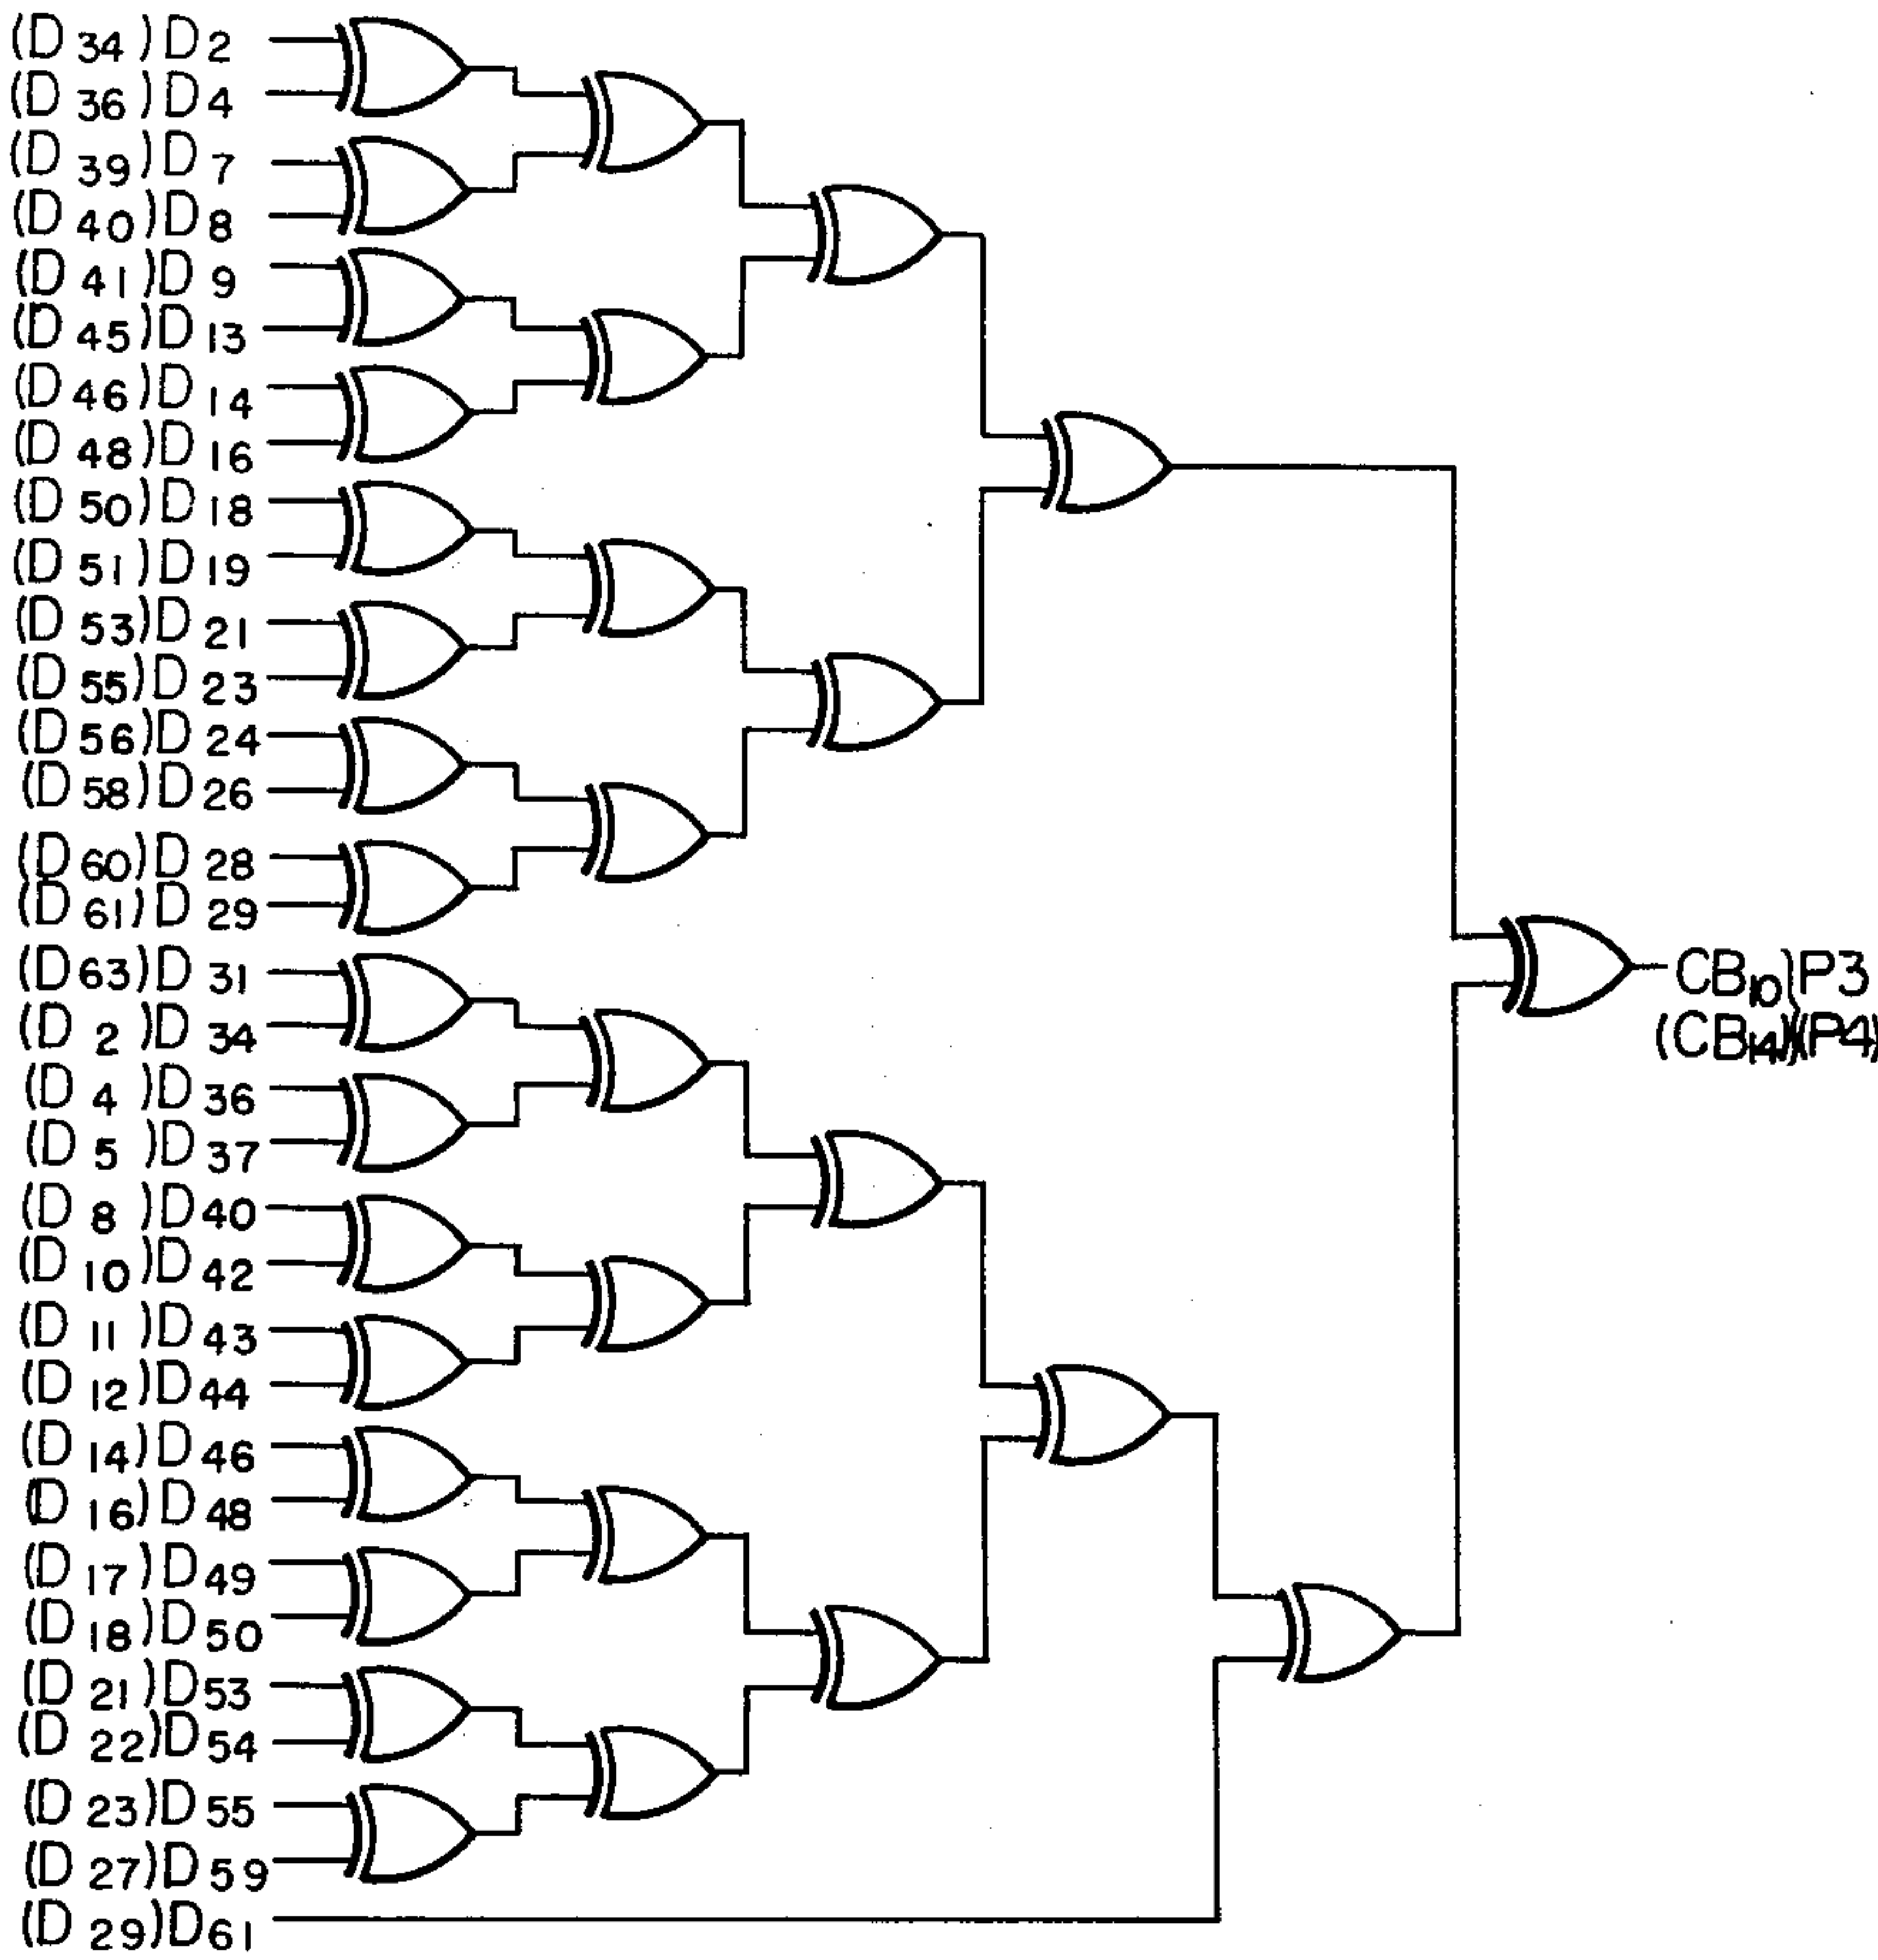 (D 34 )D 2
(D 36 )D 4
(D 39 )D 7
(D 40 )D 8
(D 41 )D 9
(D 45 )D 13
(D 46 )D 14
(D 48 )D 16
(D 50 )D 18
(D 51 )D 19
(D 53 )D 21
(D 55 )D 23
(D 56 )D 24
(D 58 )D 26
(D 60 )D 28
(D 61 )D 29
(D 63 )D 31
(D 2 )D 34
(D 4 )D 36
(D 5 )D 37
(D 8 )D 40
(D 10 )D 42
(D 11 )D 43
(D 12 )D 44
(D 14 )D 46
(D 16 )D 48
(D 17 )D 49
(D 18 )D 50
(D 21 )D 53
(D 22 )D 54
(D 23 )D 55
(D 27 )D 59
(D 29 )D 61
CB10}P3
(CB14)}(P4)